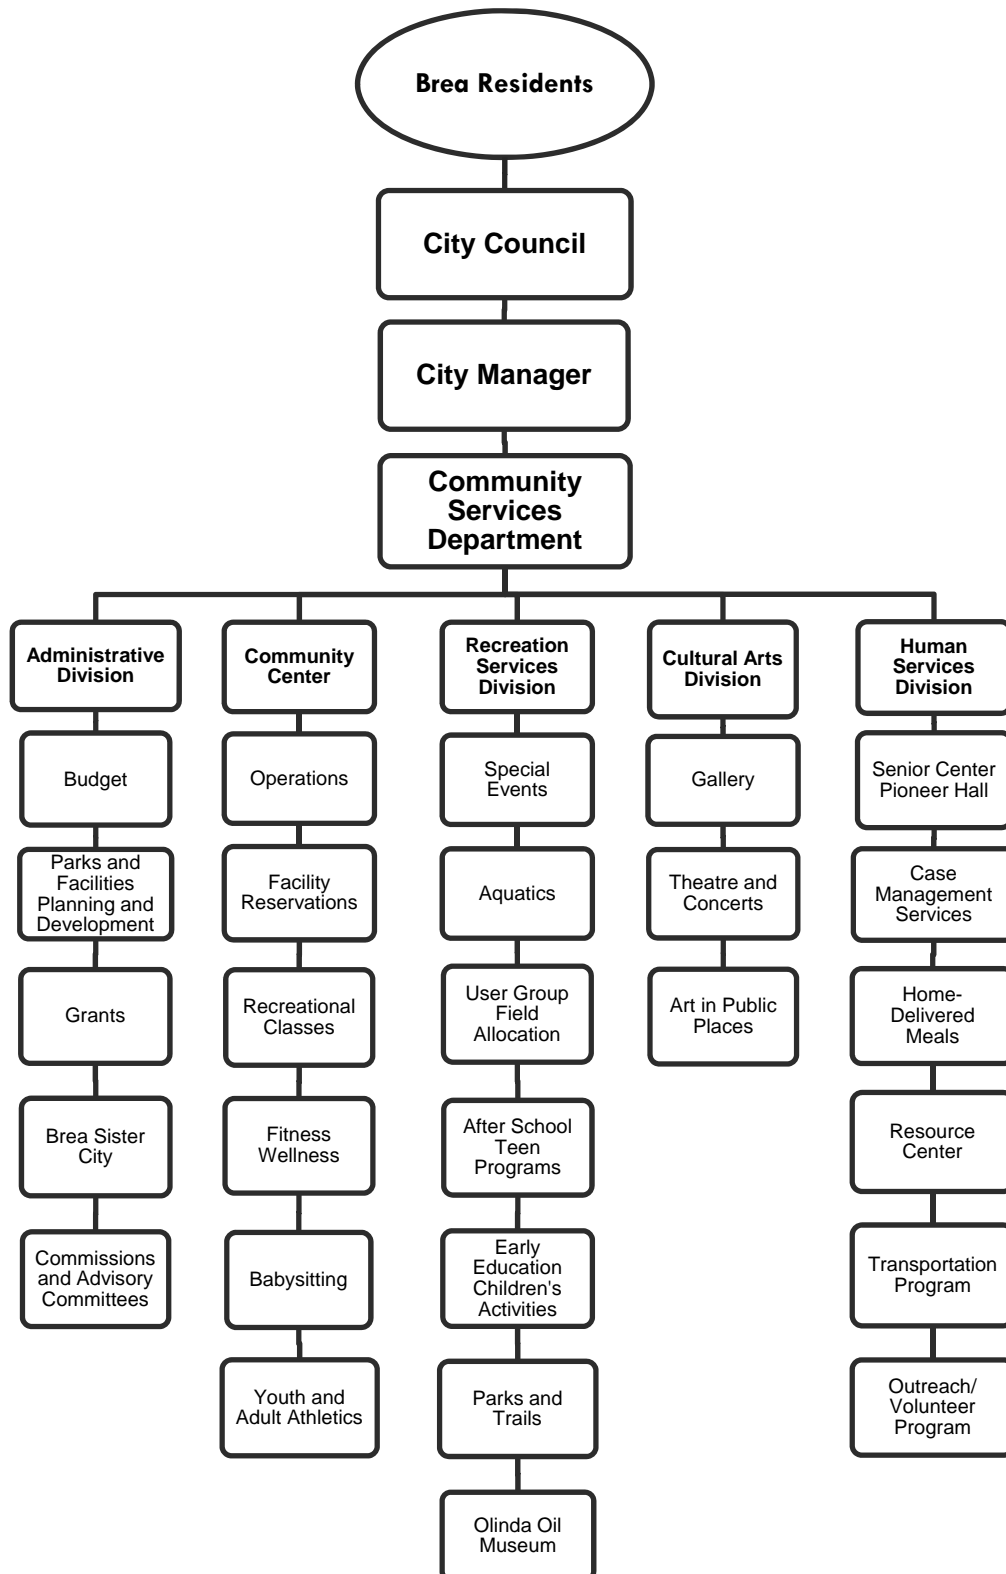 Brea Residents
City Council
City Manager
Community
Services
Department
Administrative
Division
Budget
Parks and
Facilities
Planning and
Development
Grants
Brea Sister
City
Commissions
and Advisory
Committees
Community
Center
Operations
Facility
Reservations
Recreational
Classes
Fitness
Wellness
Babysitting
Youth and
Adult Athletics
Recreation
Services
Division
Special
Events
Aquatics
User Group
Field
Allocation
After School
Teen
Programs
Early
Education
Children's
Activities
Parks and
Trails
Olinda Oil
Museum
Cultural Arts
Division
Gallery
Theatre and
Concerts
Art in Public
Places
Human
Services
Division
Senior Center
Pioneer Hall
Case
Management
Services
Home-
Delivered
Meals
Resource
Center
Transportation
Program
Outreach/
Volunteer
Program